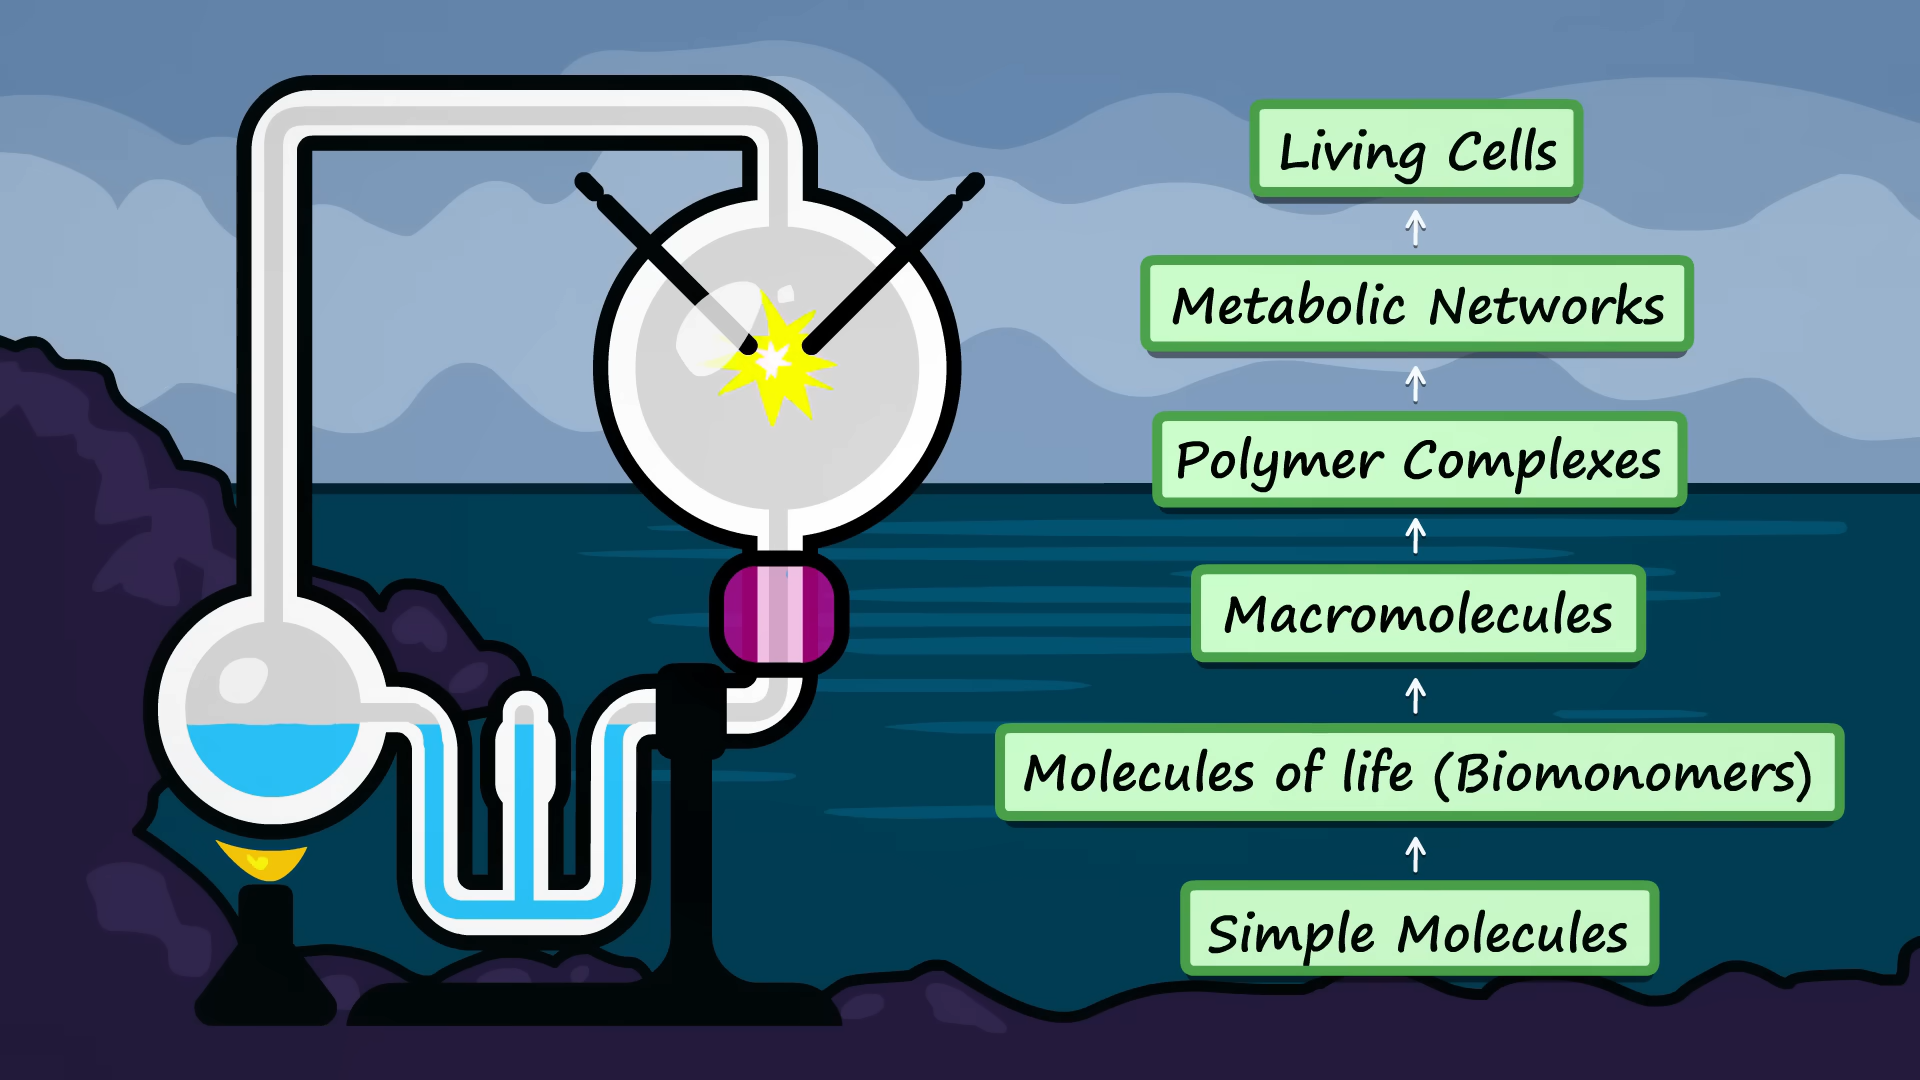 Living Cells
Metabolic Networks
Polymer Complexes
Macromolecules
Molecules of life (Biomonomers)
Simple Molecules